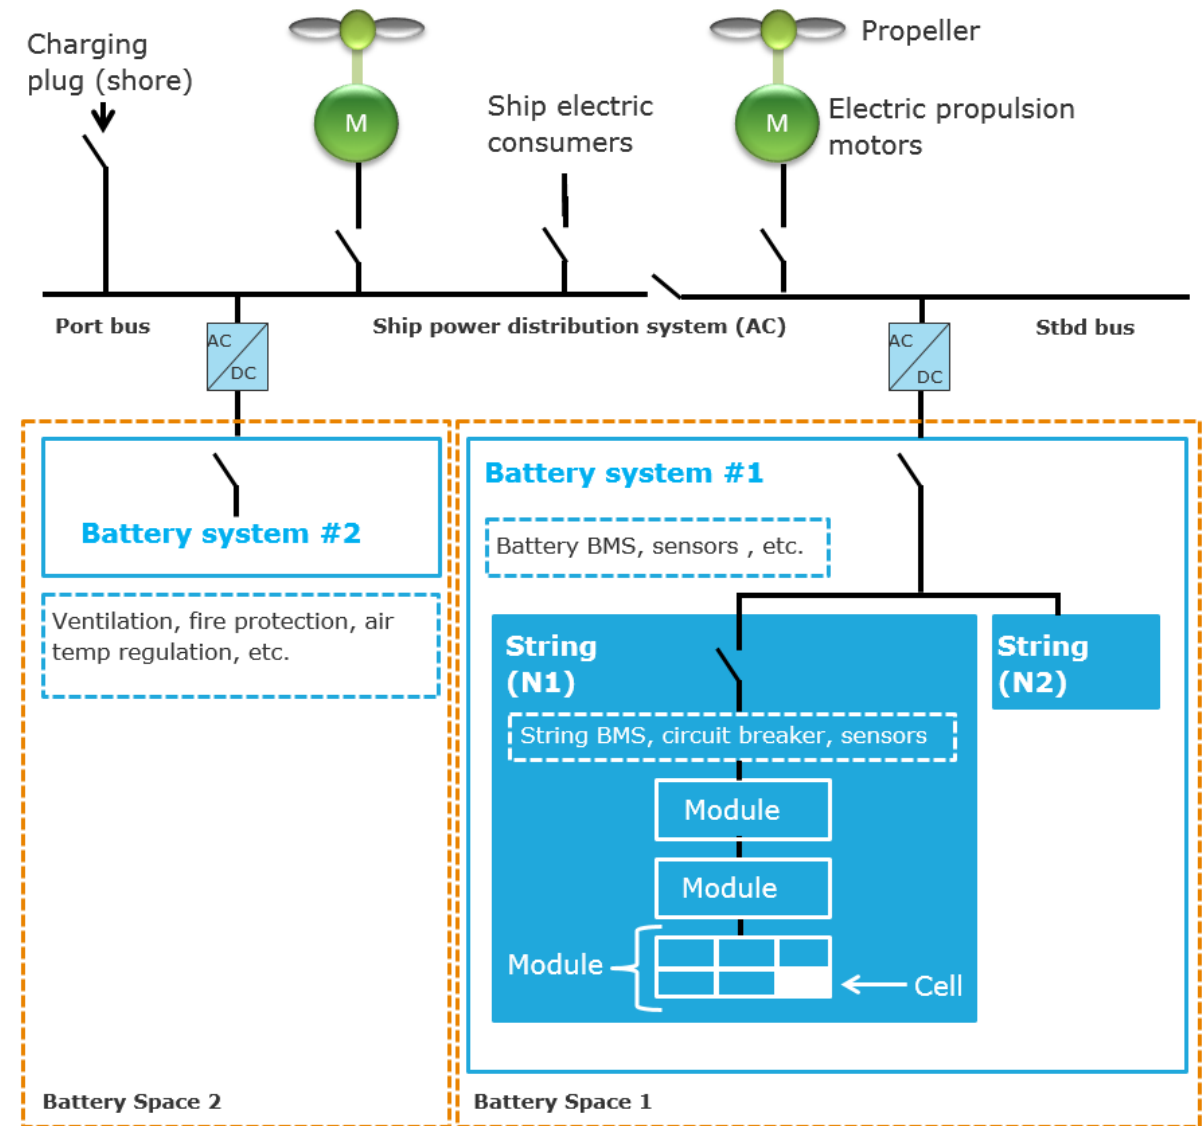 Charging
plug (shore)
Propeller
M
Ship electric
consumers
M
Electric propulsion
motors
Port bus
Ship power distribution system (AC)
Stbd bus
AC
DC
AC
DC
Battery system #2
Ventilation, fire protection, air
temp regulation, etc.
Battery Space 2
Battery system #1
Battery BMS, sensors , etc.
String
(N1)
String
(N2)
String BMS, circuit breaker, sensors
Module
Module
Module
Cell
Battery Space 1